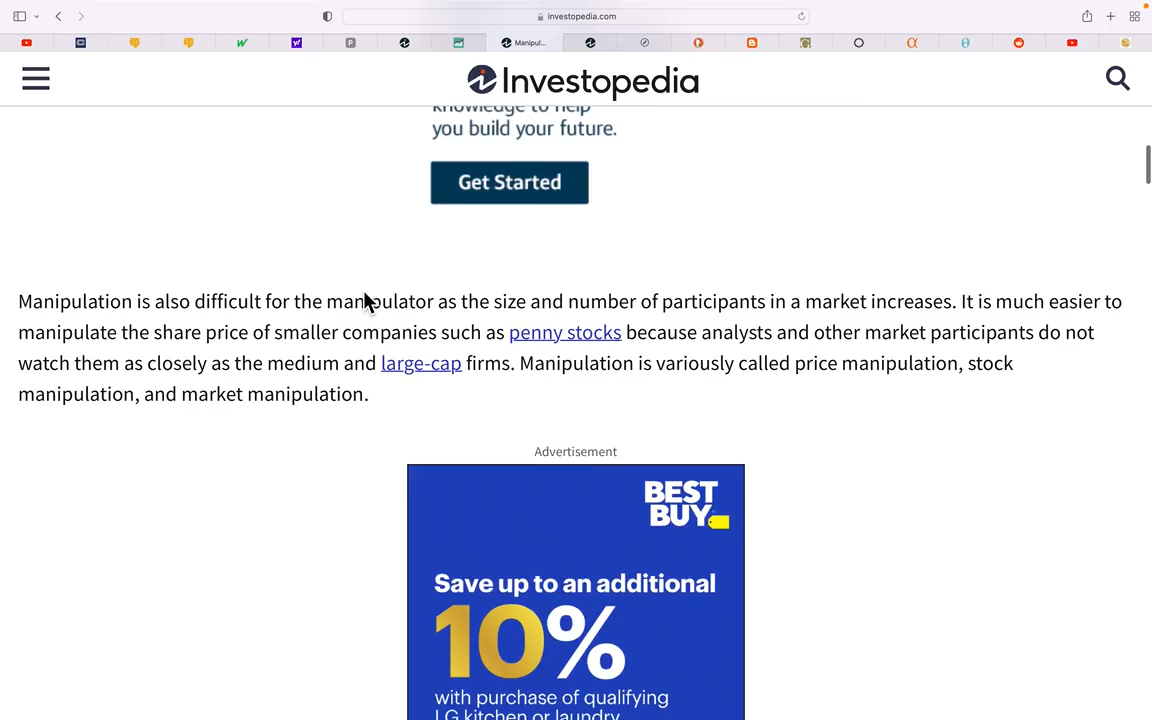 investopedia.com
Manipul...
Investopedia
knowledge to help
you build your future.
Get Started
Manipulation is also difficult for the manipulator as the size and number of participants in a market increases. It is much easier to
manipulate the share price of smaller companies such as penny stocks because analysts and other market participants do not
watch them as closely as the medium and large-cap firms. Manipulation is variously called price manipulation, stock
manipulation, and market manipulation.
Advertisement
BEST
BUY
Save up to an additional
10%
with purchase of qualifying
LG kitchen or laundry